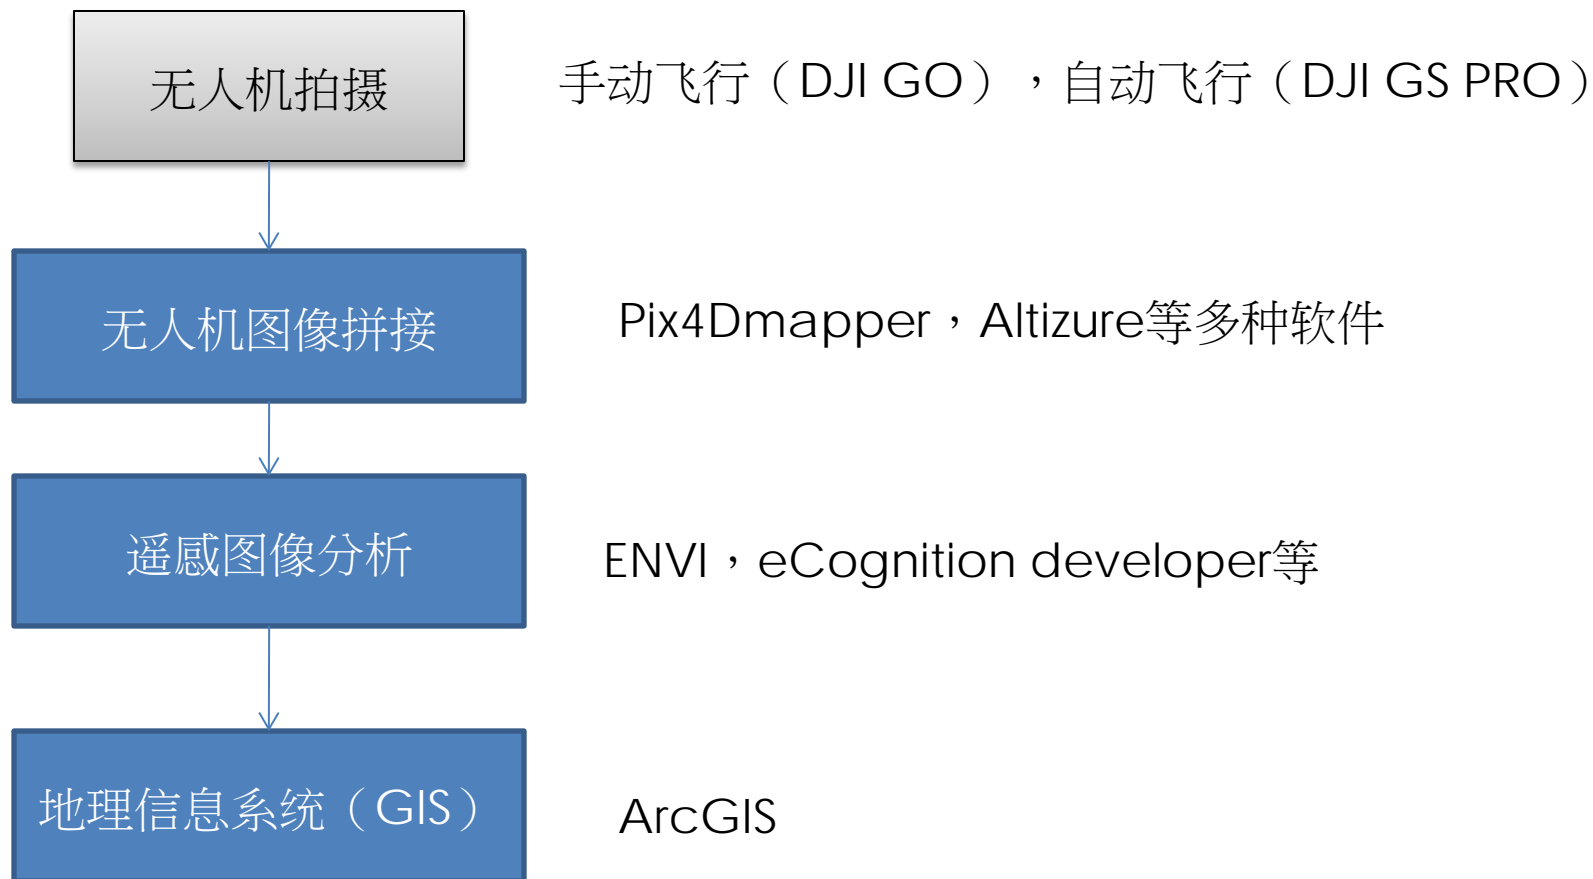 无人机拍摄
手动飞行（DJI GO），自动飞行（DJI GS PRO）
无人机图像拼接
Pix4Dmapper，Altizure等多种软件
遥感图像分析
ENVI，eCognition developer等
地理信息系统（GIS）
ArcGIS